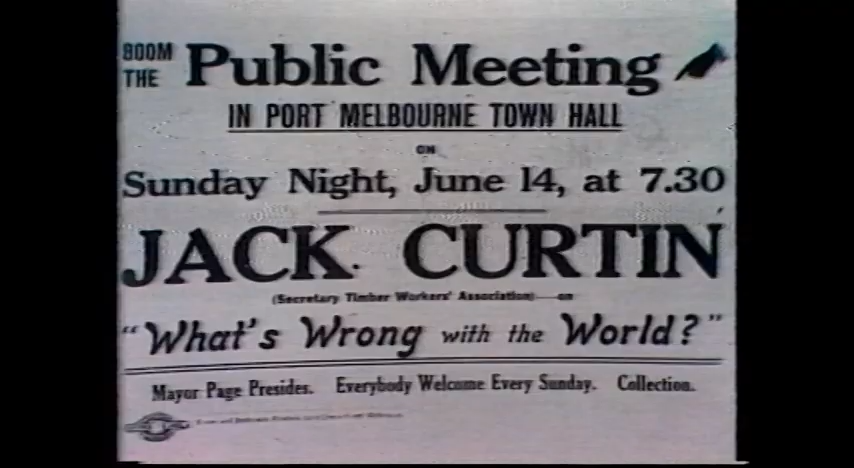 BOOM THE Public Meeting
IN PORT MELBOURNE TOWN HALL
ON
Sunday Night, June 14, at 7.30
JACK CURTIN
(Secretary Timber Workers' Association)—on
"What's Wrong with the World?"
Mayor Page Presides. Everybody Welcome Every Sunday. Collection.